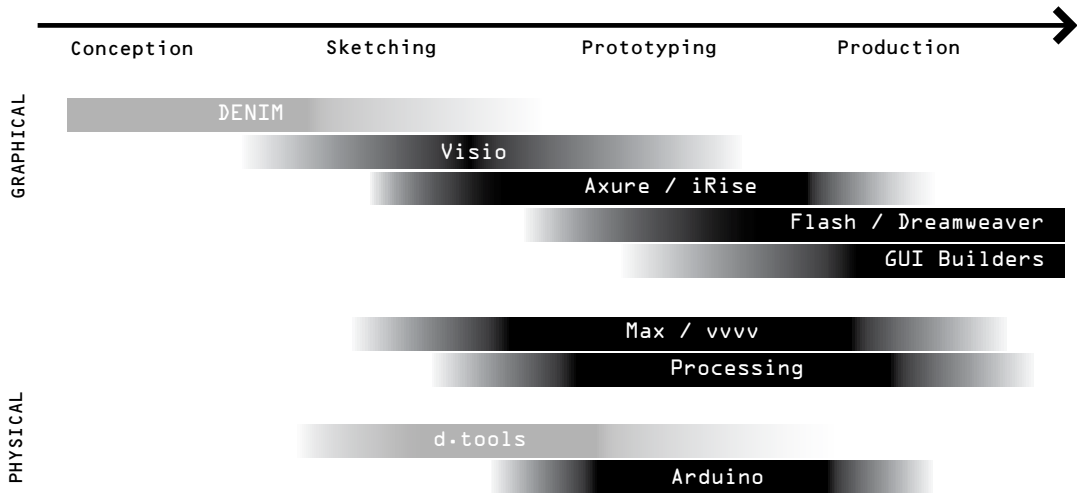 Conception Sketching Prototyping Production
GRAPHICAL
DENIM
Visio
Axure / iRise
Flash / Dreamweaver
GUI Builders
Max / vvvv
Processing
PHYSICAL
d.tools
Arduino